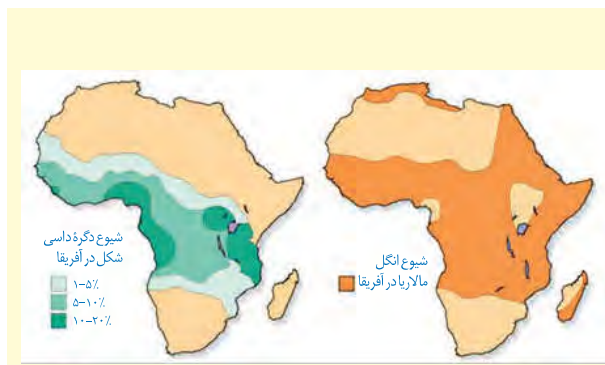 شیوع دگرهٔ داسی
شکل در آفریقا
۱-۵٪
۵-۱۰٪
۱۰-۲۰٪
شیوع انگل
مالاریا در آفریقا